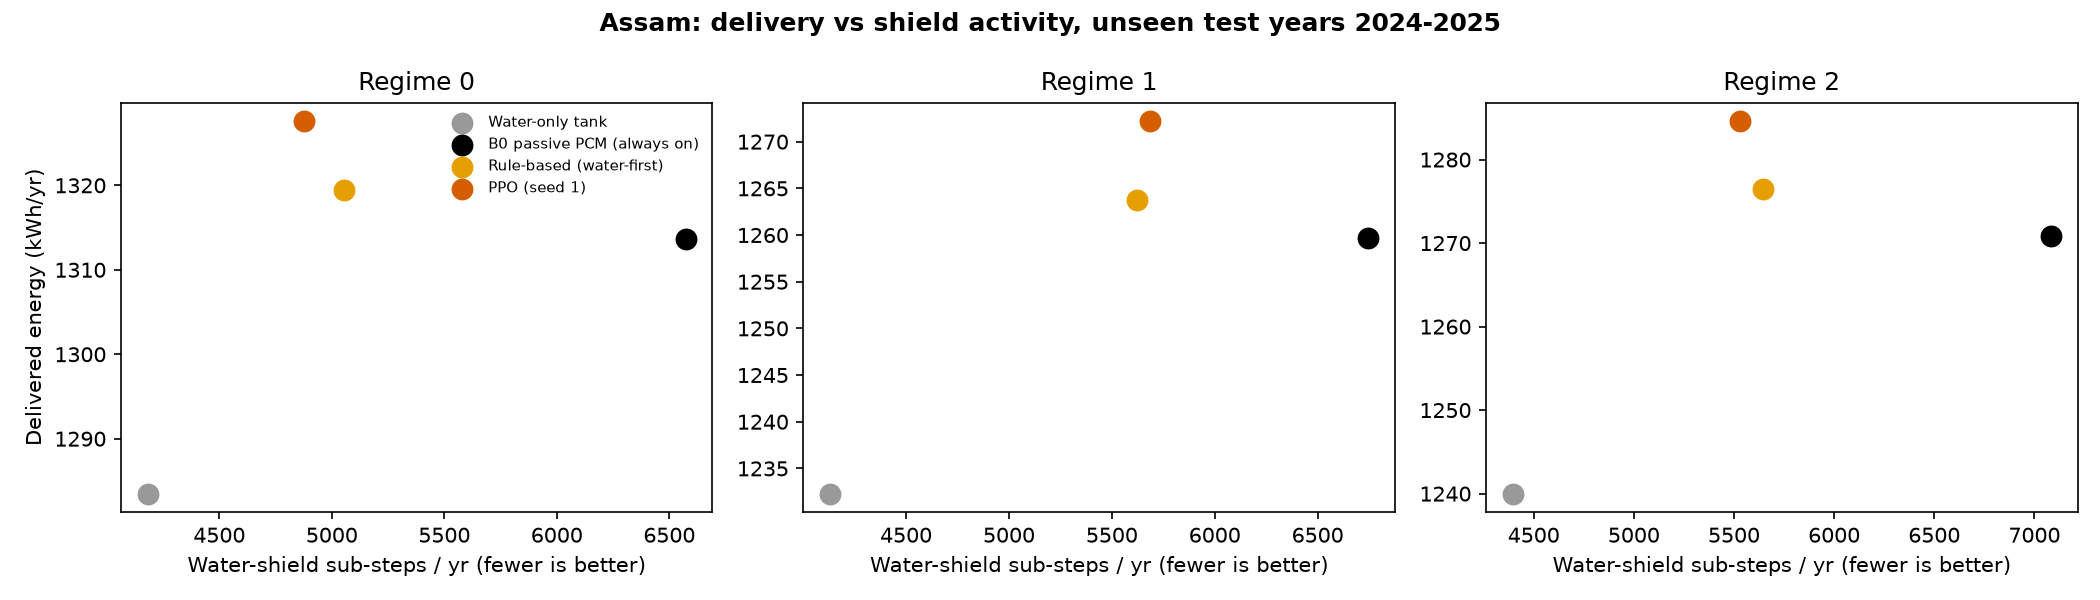 Assam: delivery vs shield activity, unseen test years 2024-2025
Regime 0
Delivered energy (kWh/yr)
1320
1310
1300
1290
Water-only tank
B0 passive PCM (always on)
Rule-based (water-first)
PPO (seed 1)
4500 5000 5500 6000 6500
Water-shield sub-steps / yr (fewer is better)
Regime 1
1270
1265
1260
1255
1250
1245
1240
1235
4500 5000 5500 6000 6500
Water-shield sub-steps / yr (fewer is better)
Regime 2
1280
1270
1260
1250
1240
4500 5000 5500 6000 6500 7000
Water-shield sub-steps / yr (fewer is better)